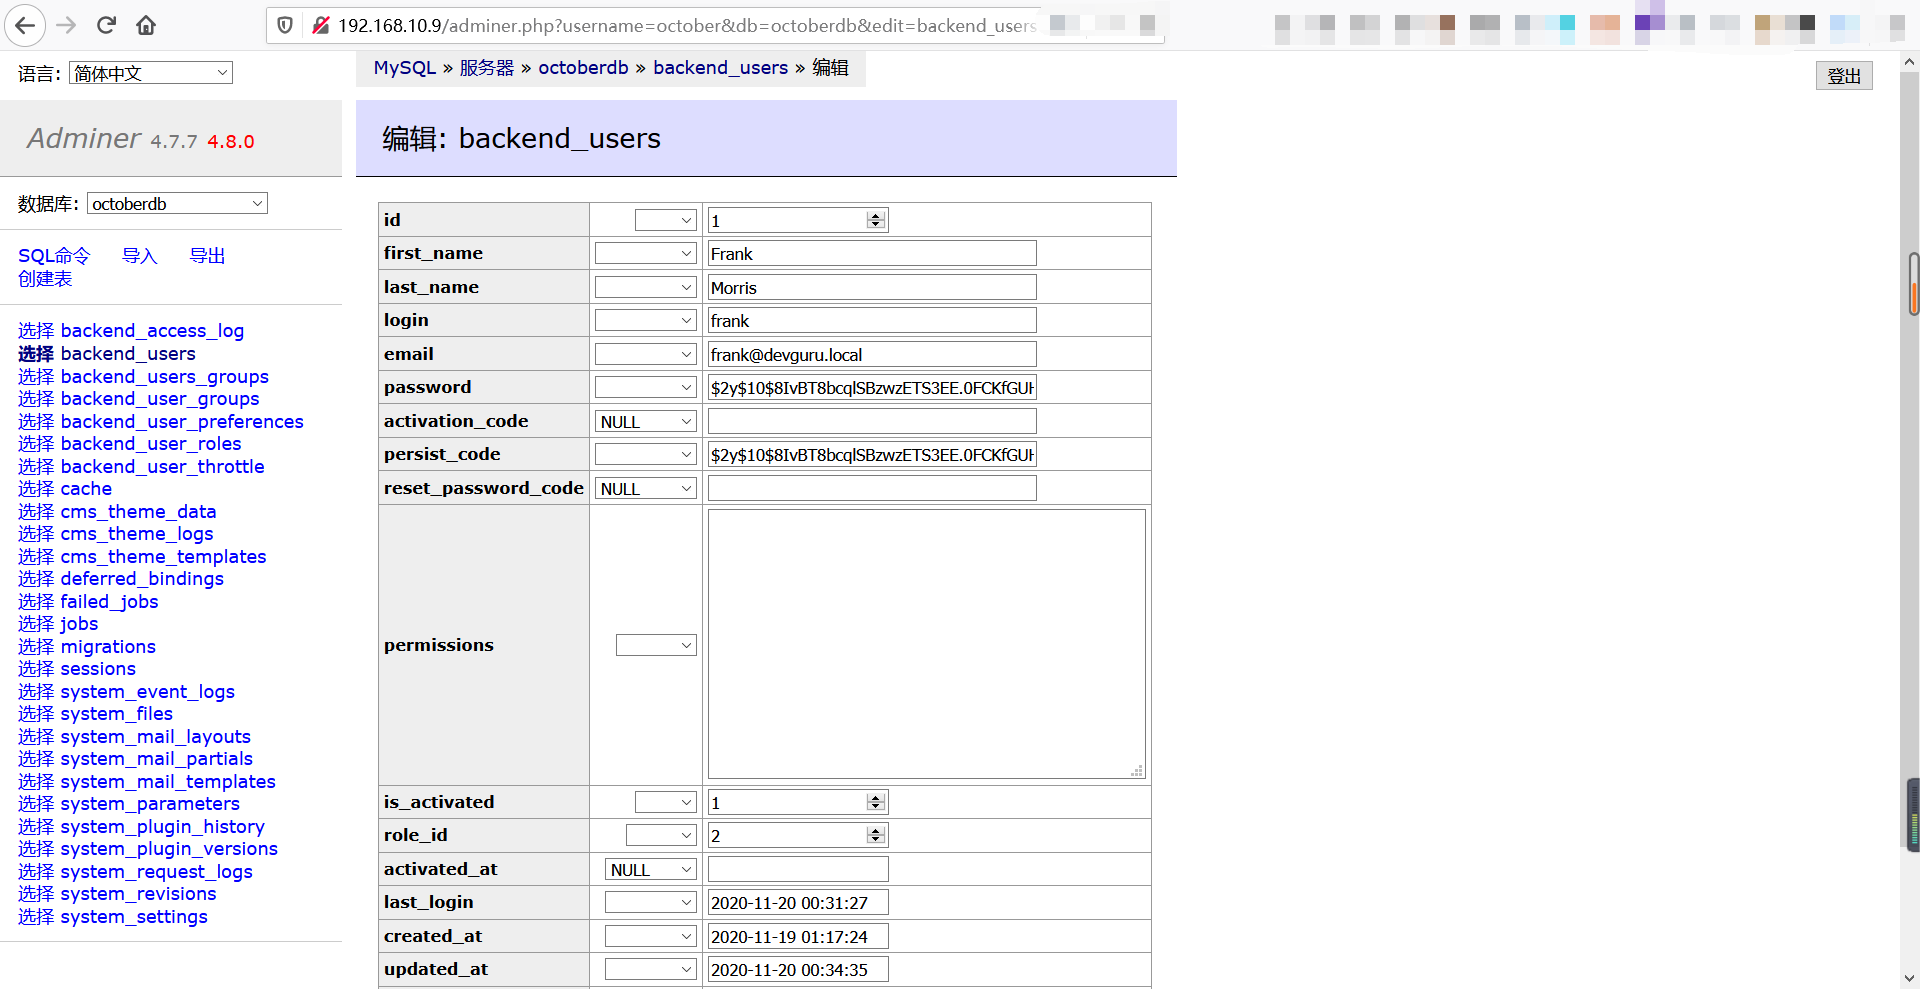 192.168.10.9/adminer.php?username=october&db=octoberdb&edit=backend_users
语言: 简体中文
MySQL » 服务器 » octoberdb » backend_users » 编辑
登出
Adminer 4.7.7 4.8.0
编辑: backend_users
数据库: octoberdb
SQL命令 导入 导出
创建表
选择 backend_access_log
选择 backend_users
选择 backend_users_groups
选择 backend_user_groups
选择 backend_user_preferences
选择 backend_user_roles
选择 backend_user_throttle
选择 cache
选择 cms_theme_data
选择 cms_theme_logs
选择 cms_theme_templates
选择 deferred_bindings
选择 failed_jobs
选择 jobs
选择 migrations
选择 sessions
选择 system_event_logs
选择 system_files
选择 system_mail_layouts
选择 system_mail_partials
选择 system_mail_templates
选择 system_parameters
选择 system_plugin_history
选择 system_plugin_versions
选择 system_request_logs
选择 system_revisions
选择 system_settings
id 1
first_name Frank
last_name Morris
login frank
email frank@devguru.local
password $2y$10$8IvBT8bcqlSBzwzETS3EE.0FCKfGUH
activation_code NULL
persist_code $2y$10$8IvBT8bcqlSBzwzETS3EE.0FCKfGUH
reset_password_code NULL
permissions
is_activated 1
role_id 2
activated_at NULL
last_login 2020-11-20 00:31:27
created_at 2020-11-19 01:17:24
updated_at 2020-11-20 00:34:35